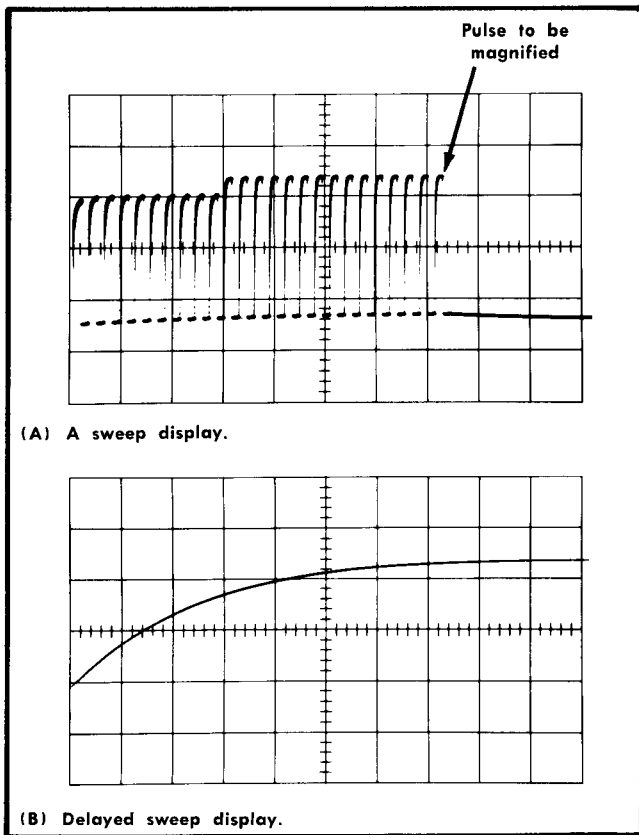 Pulse to be
magnified
(A) A sweep display.
(B) Delayed sweep display.